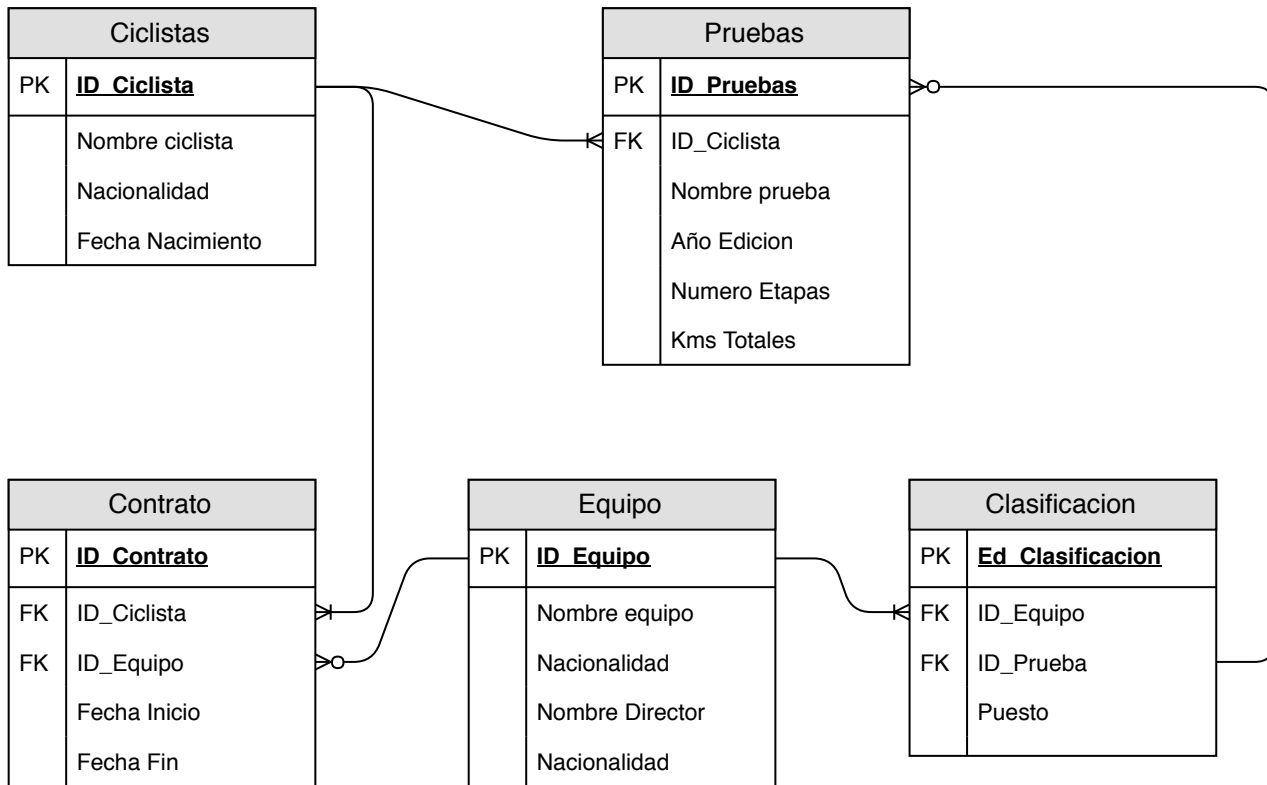 Ciclistas
PK ID_Ciclista
Nombre ciclista
Nacionalidad
Fecha Nacimiento
Pruebas
PK ID_Pruebas
FK ID_Ciclista
Nombre prueba
Año Edicion
Numero Etapas
Kms Totales
Contrato
PK ID_Contrato
FK ID_Ciclista
FK ID_Equipo
Fecha Inicio
Fecha Fin
Equipo
PK ID_Equipo
Nombre equipo
Nacionalidad
Nombre Director
Nacionalidad
Clasificacion
PK Ed_Clasificacion
FK ID_Equipo
FK ID_Prueba
Puesto